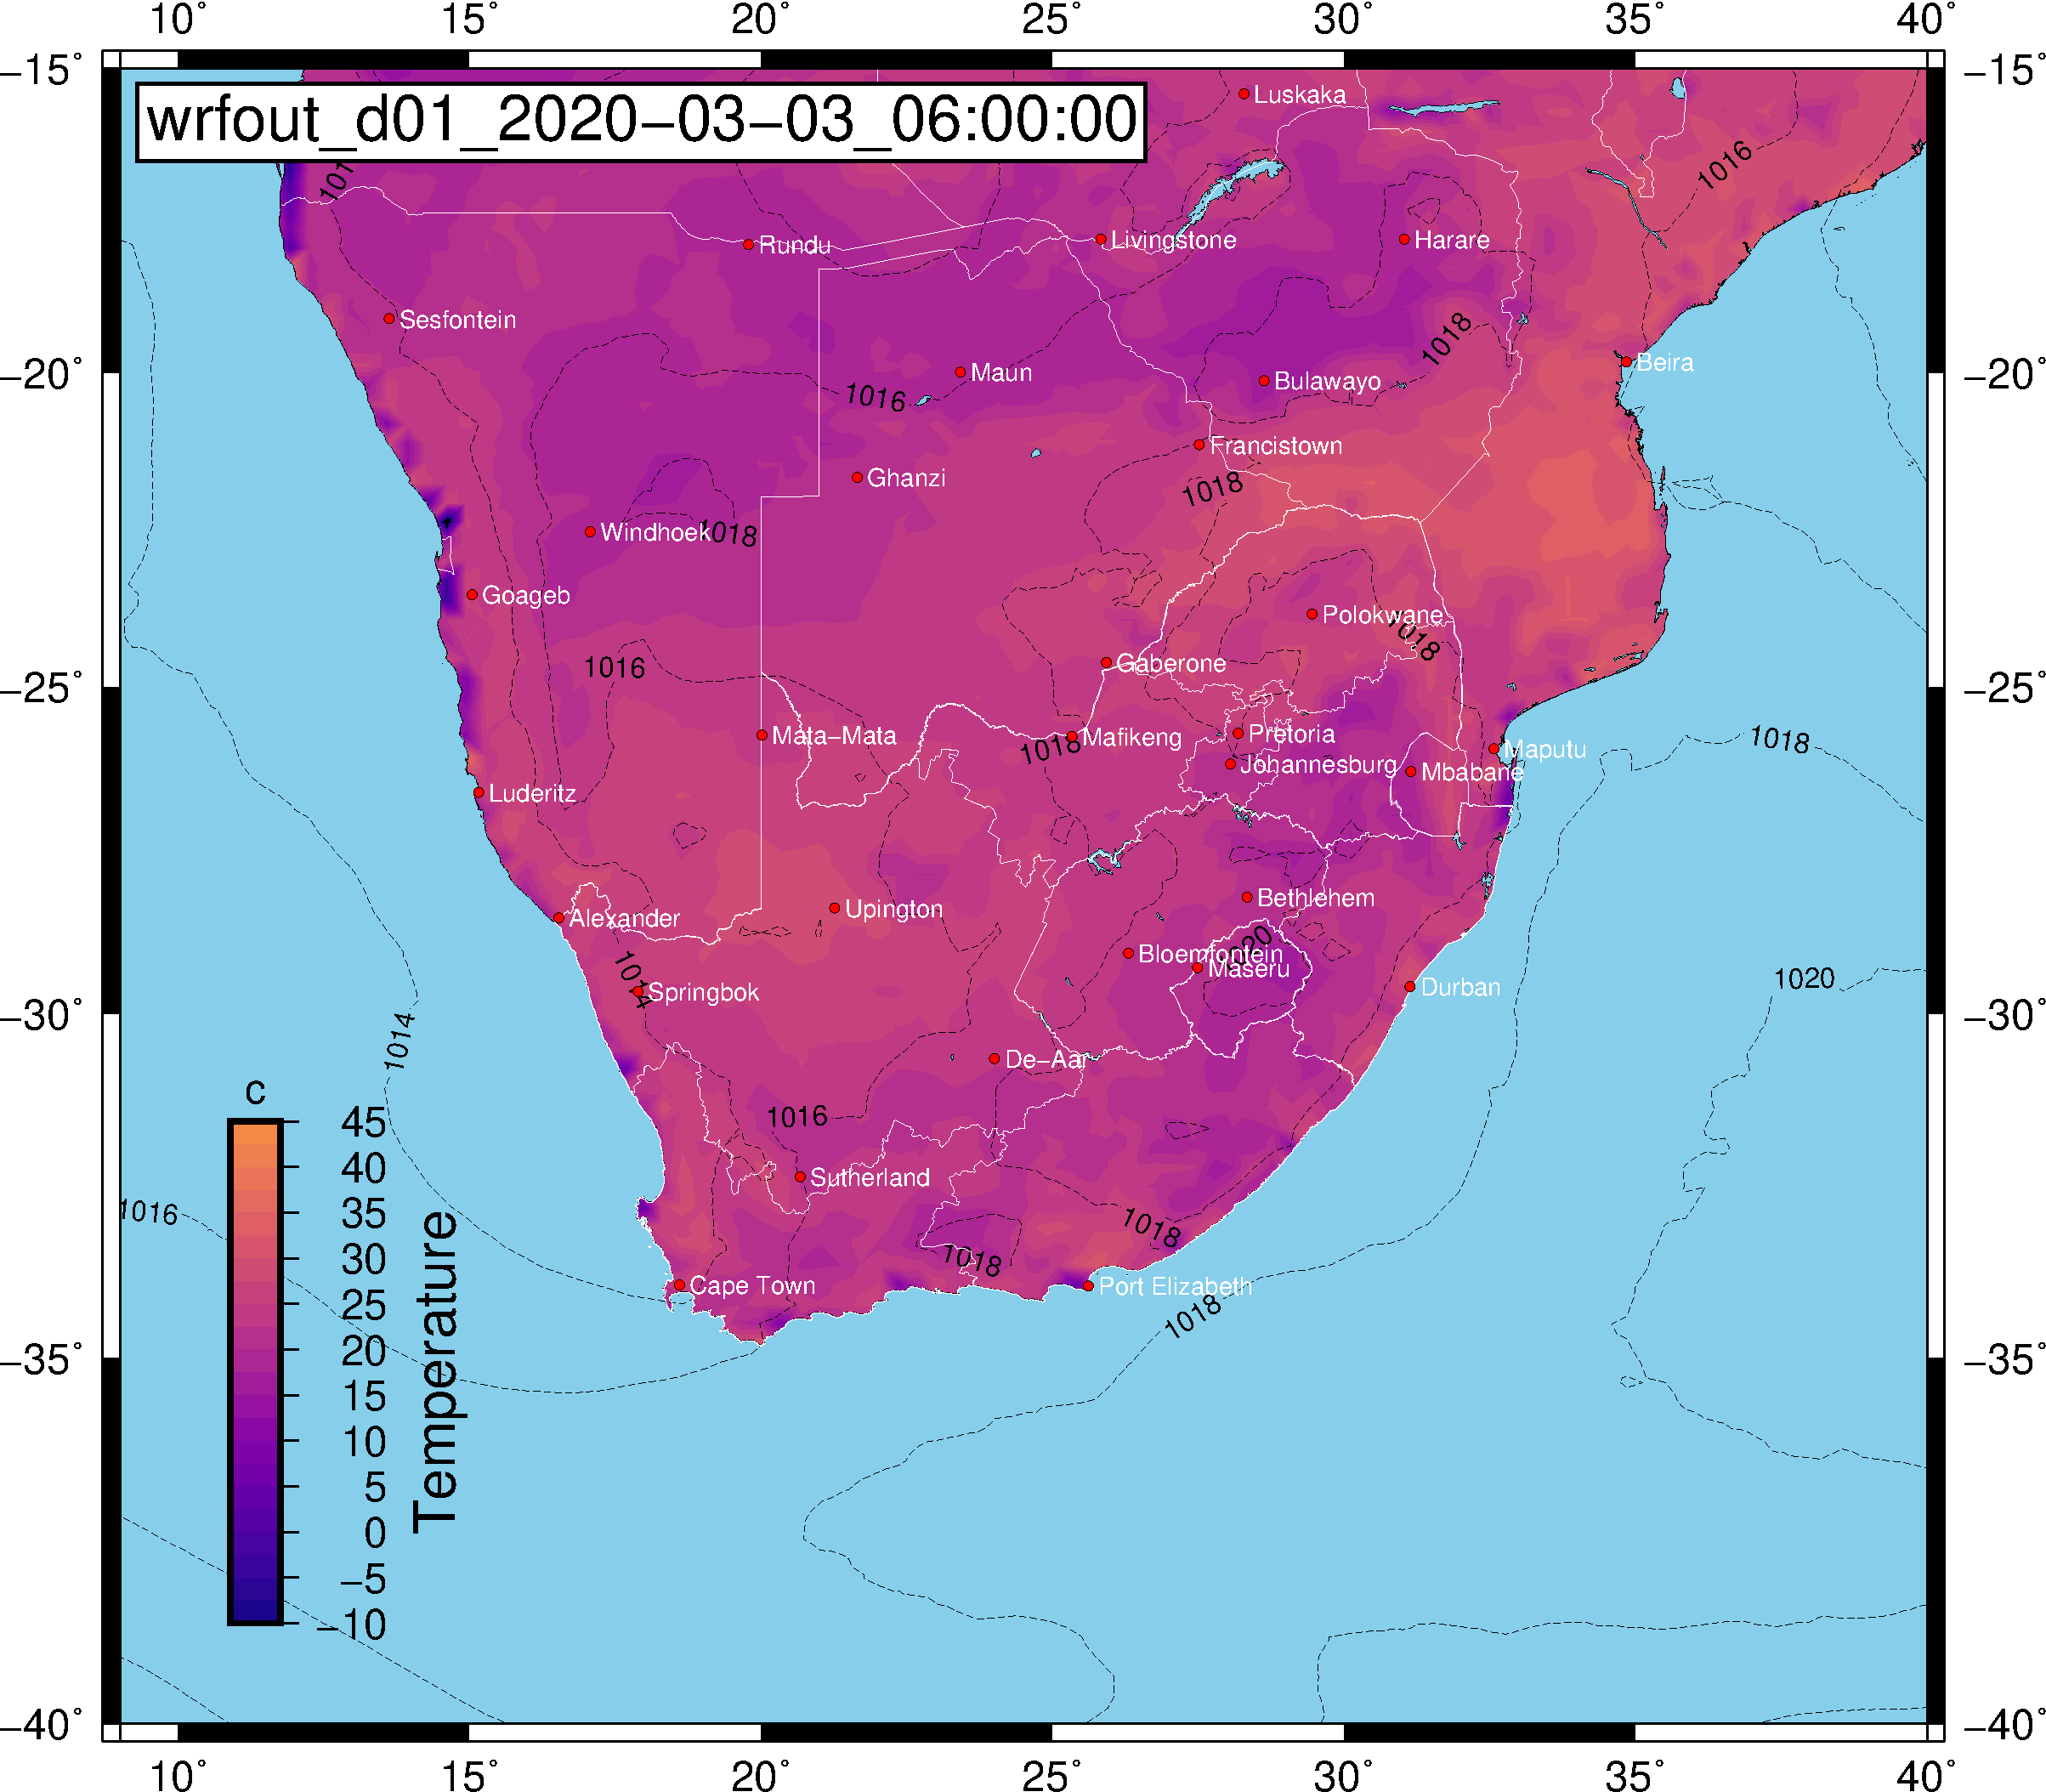 10° 15° 20° 25° 30° 35° 40°
−15° −15°
wrfout_d01_2020−03−03_06:00:00
Luskaka
1016
101
Rundu
Livingstone
Harare
Sesfontein
1018
Beira
−20° −20°
Maun
Bulawayo
1016
Francistown
Ghanzi
1018
Windhoek
1018
Goageb
Polokwane
1018
Gaberone
1016
−25° −25°
Mata−Mata
Mafikeng
Pretoria
1018
1018
Maputu
Johannesburg
Mbabane
Luderitz
Bethlehem
Upington
Alexander
1020
Bloemfontein
Maseru
1014
1020
Springbok
Durban
−30° −30°
1014
De−Aar
c
1016
45
40
Sutherland
35
1016
1018
30
1018
Cape Town
Port Elizabeth
25
1018
20
−35° −35°
15
10
5
0
−5
−10
Temperature
−40° −40°
10° 15° 20° 25° 30° 35° 40°